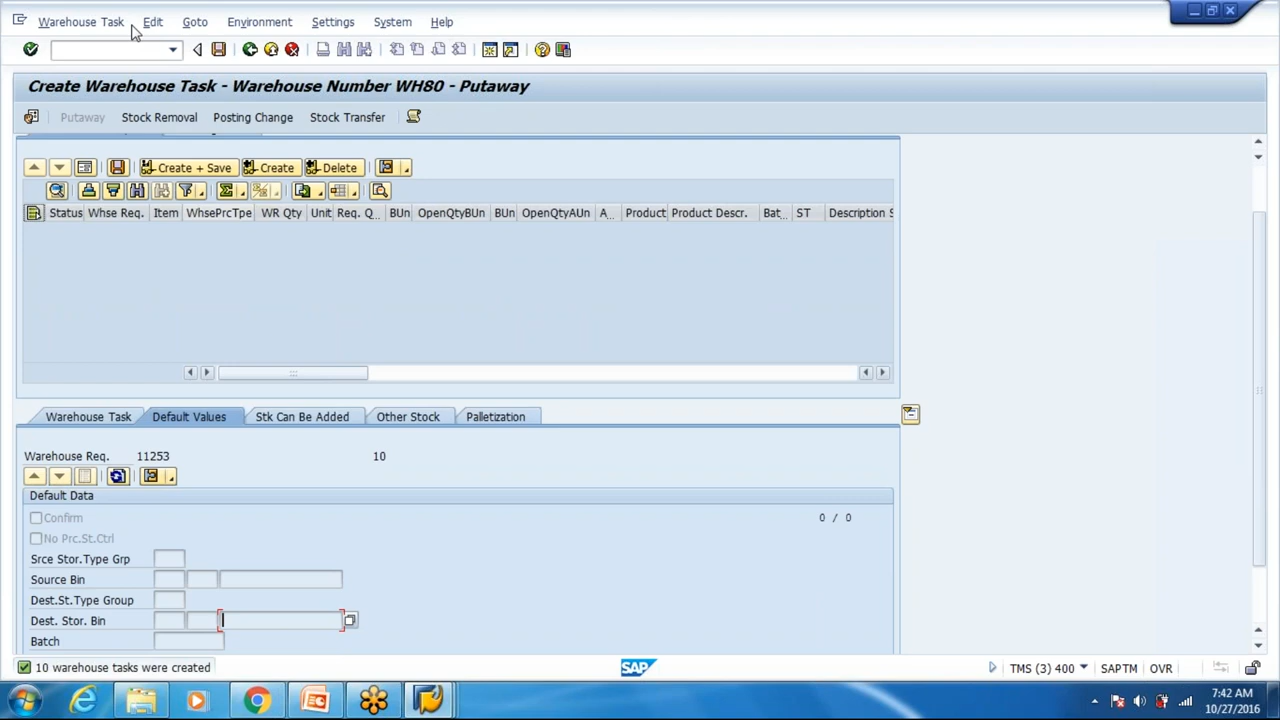 Warehouse Task Edit Goto Environment Settings System Help
Create Warehouse Task - Warehouse Number WH80 - Putaway
Putaway Stock Removal Posting Change Stock Transfer
Create + Save Create Delete
Status Whse Req. Item WhsePrcTpe WR Qty Unit Req. Q... BUn OpenQtyBUn BUn OpenQtyAUn A... Product Product Descr. Bat... ST Description S
Warehouse Task Default Values Stk Can Be Added Other Stock Palletization
Warehouse Req. 11253 10
Default Data
Confirm 0 / 0
No Prc.St.Ctrl
Srce Stor.Type Grp
Source Bin
Dest.St.Type Group
Dest. Stor. Bin
Batch
10 warehouse tasks were created SAP TMS (3) 400 SAPTM OVR
7:42 AM
10/27/2016